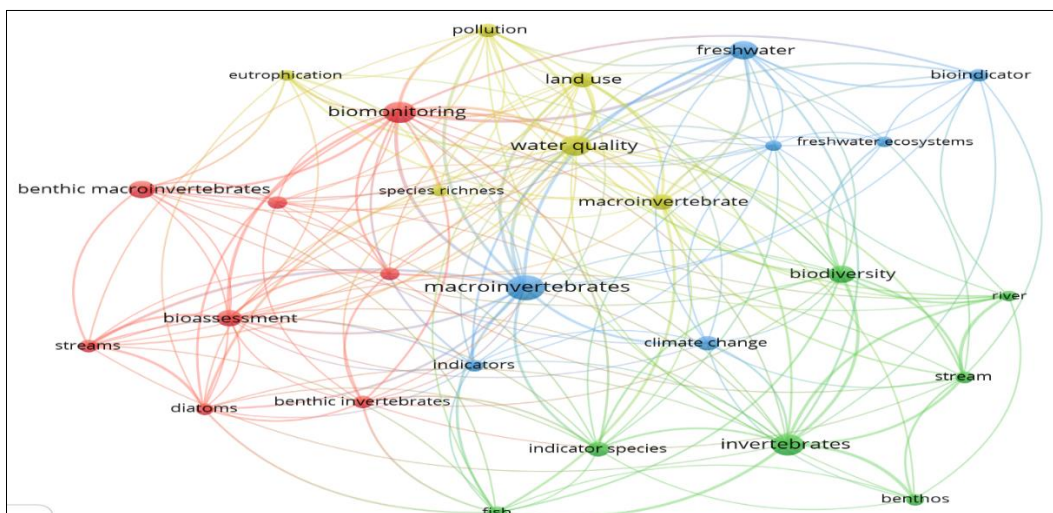 pollution
freshwater
eutrophication
land use
bioindicator
biomonitoring
water quality
freshwater ecosystems
benthic macroinvertebrates
species richness
macroinvertebrate
biodiversity
macroinvertebrates
river
bioassessment
streams
climate change
indicators
stream
diatoms
benthic invertebrates
indicator species
invertebrates
benthos
fish